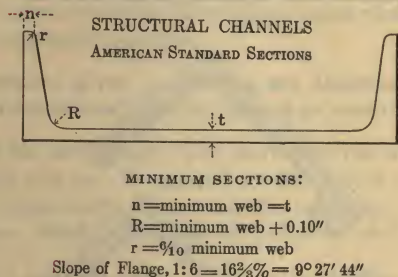 n
STRUCTURAL CHANNELS
r
AMERICAN STANDARD SECTIONS
R
t
MINIMUM SECTIONS:
n=minimum web=t
R=minimum web + 0.10"
r=6/10 minimum web
Slope of Flange, 1:6=16⅔%= 9° 27′ 44″